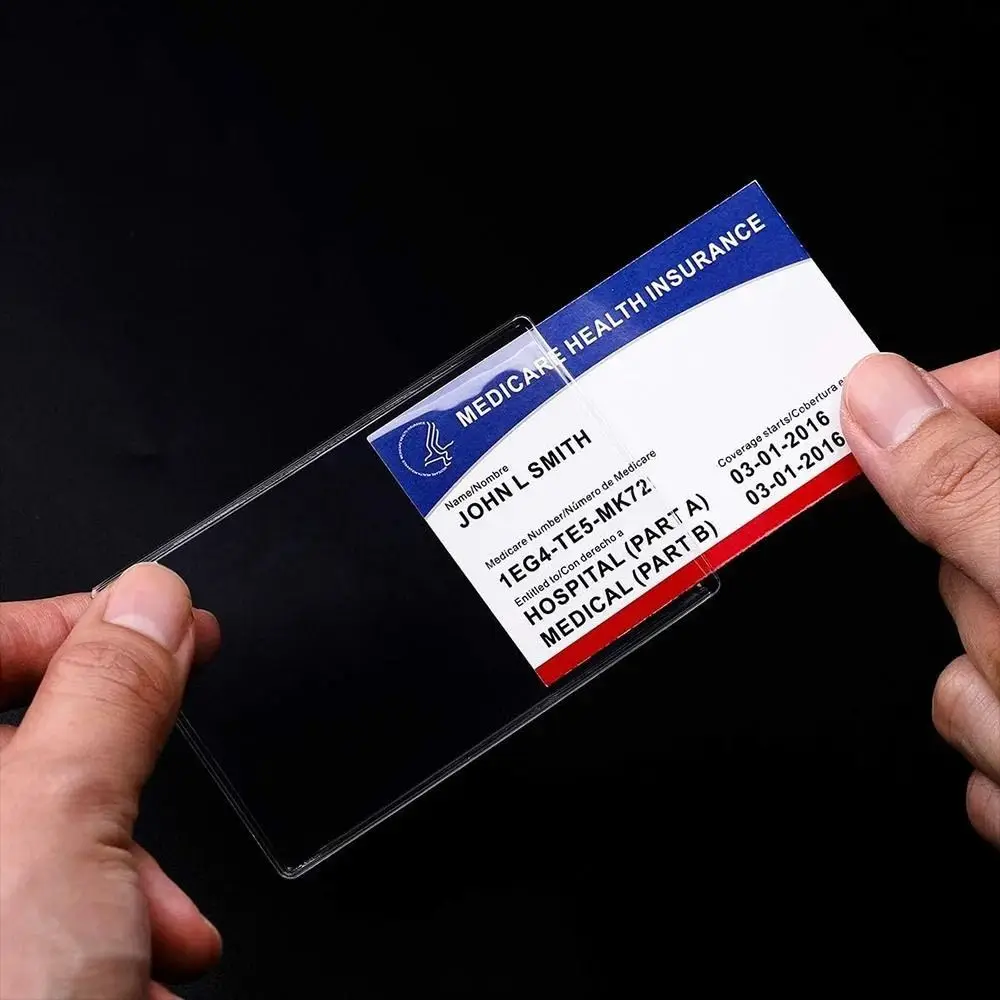 MEDICARE HEALTH INSURANCE
Name/Nombre
JOHN L SMITH
Medicare Number/Número de Medicare
1EG4-TE5-MK72
Entitled to/Con derecho a
HOSPITAL (PART A)
MEDICAL (PART B)
Coverage starts/Cobertura
03-01-2016
03-01-2016